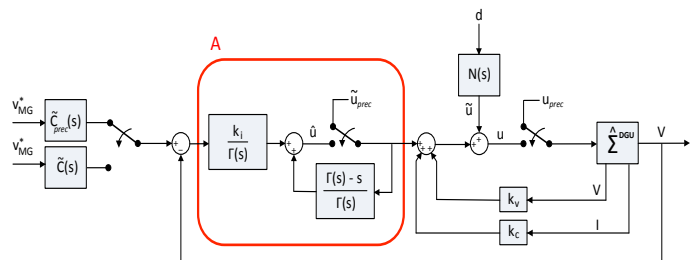 A
d
v*MG
C̃prec(s)
v*MG
C̃(s)
+
−
ki
Γ(s)
+
+
û
ũprec
Γ(s) - s
Γ(s)
+
+ +
N(s)
ũ
+
+
u
uprec
Σ̂ DGU
V
kv
V
kc
I